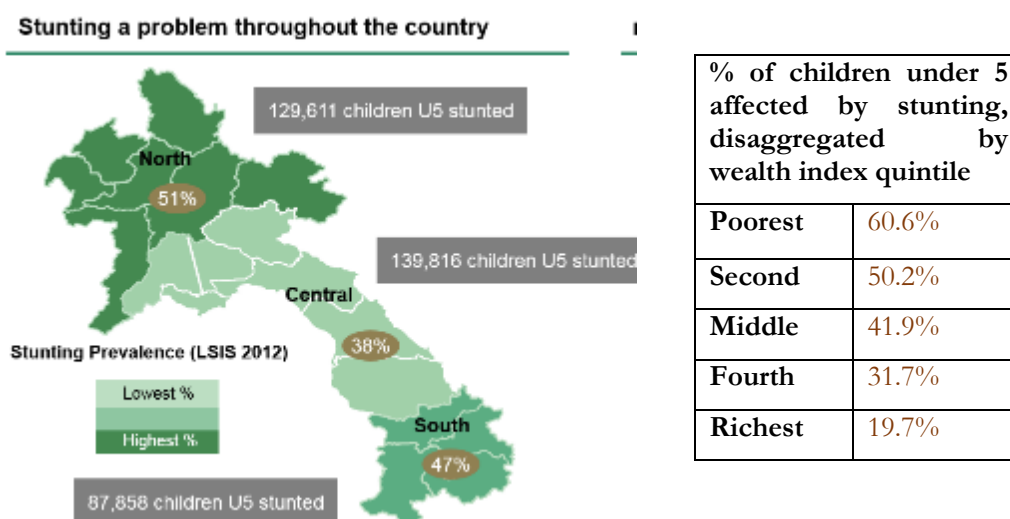 Stunting a problem throughout the country
129,611 children U5 stunted
North
51%
139,816 children U5 stunted
Central
38%
Stunting Prevalence (LSIS 2012)
Lowest %
Highest %
South
47%
87,858 children U5 stunted
% of children under 5
affected by stunting,
disaggregated by
wealth index quintile
Poorest 60.6%
Second 50.2%
Middle 41.9%
Fourth 31.7%
Richest 19.7%